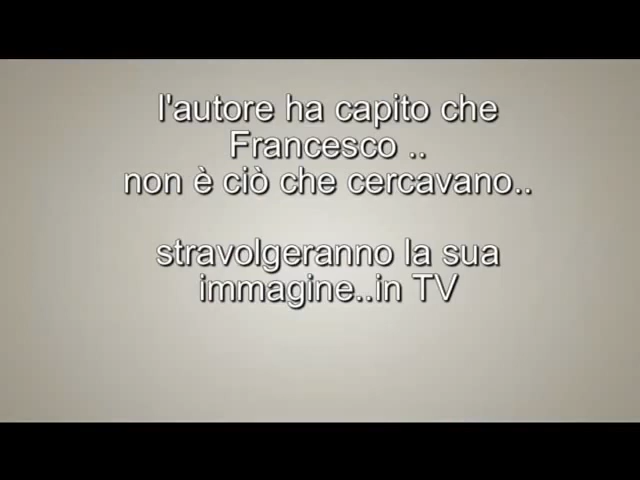 l'autore ha capito che
Francesco ..
non è ciò che cercavano..
stravolgeranno la sua
immagine..in TV